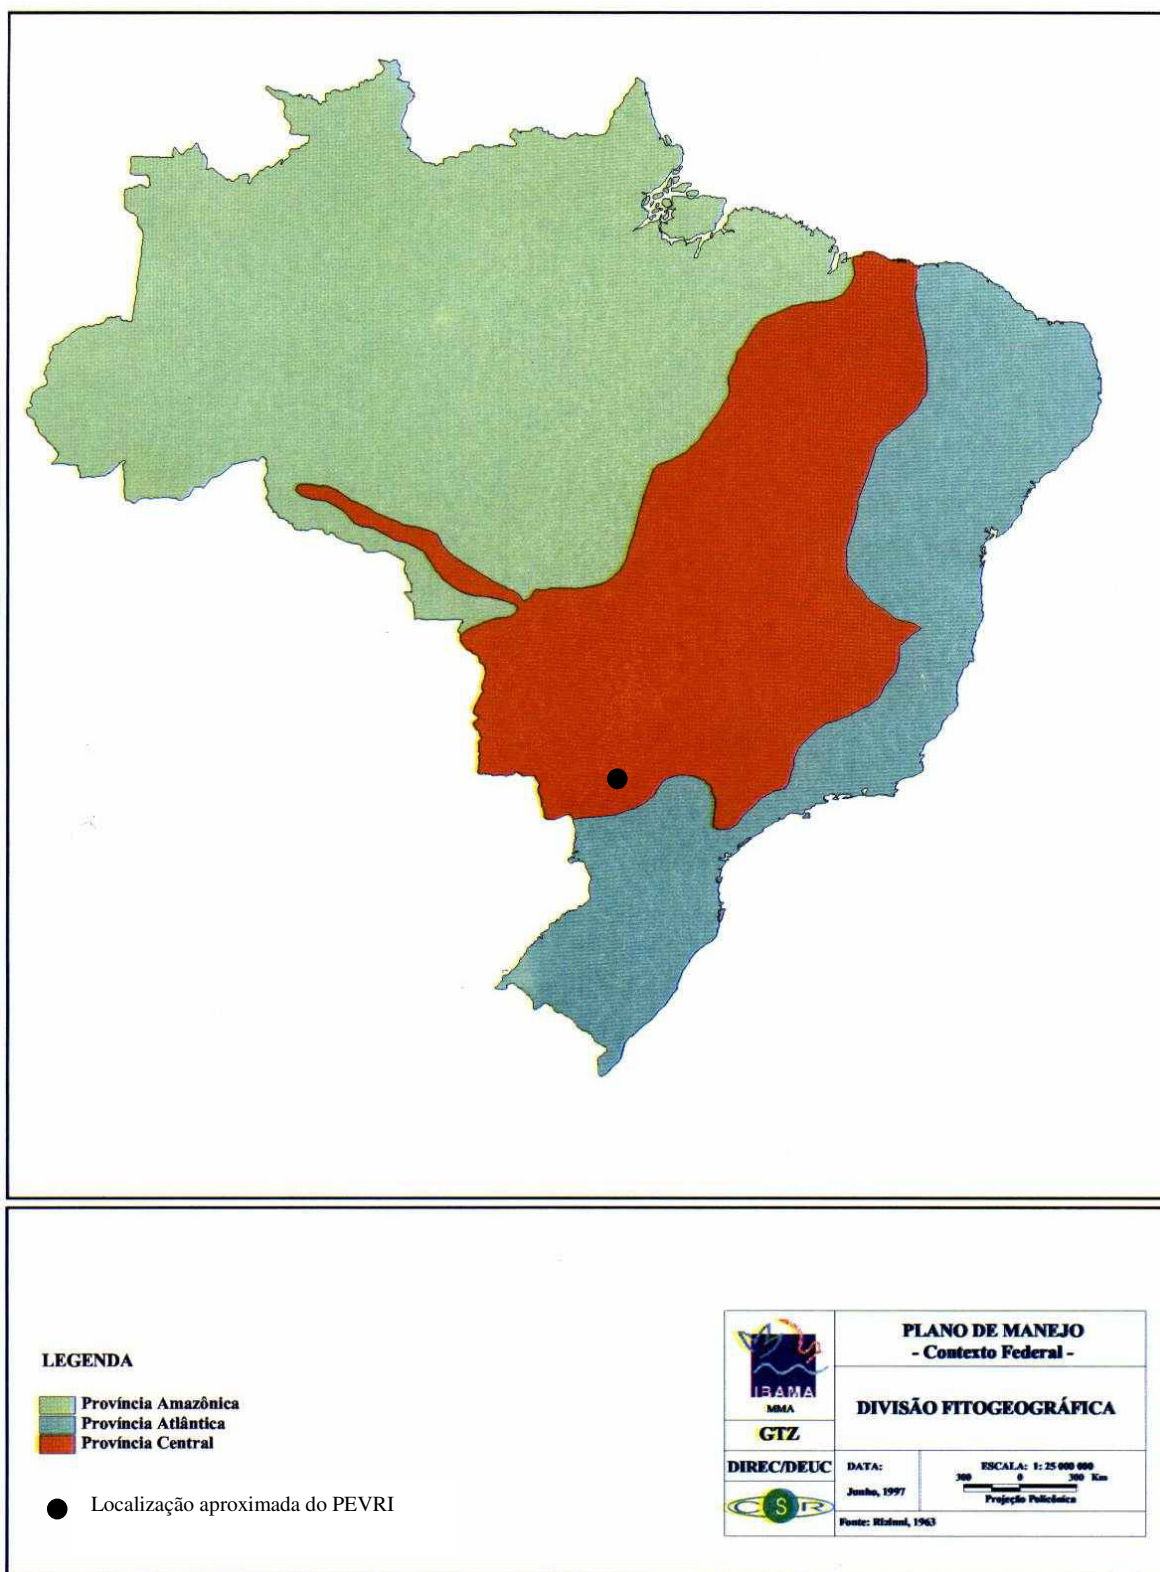 LEGENDA
Província Amazônica
Província Atlântica
Província Central
Localização aproximada do PEVRI
IBAMA
MMA
GTZ
DIREC/DEUC
CSR
PLANO DE MANEJO
- Contexto Federal -
DIVISÃO FITOGEOGRÁFICA
DATA:
Junho, 1997
ESCALA: 1: 25 000 000
300 0 300 Km
Projeção Policônica
Fonte: Rizinni, 1963